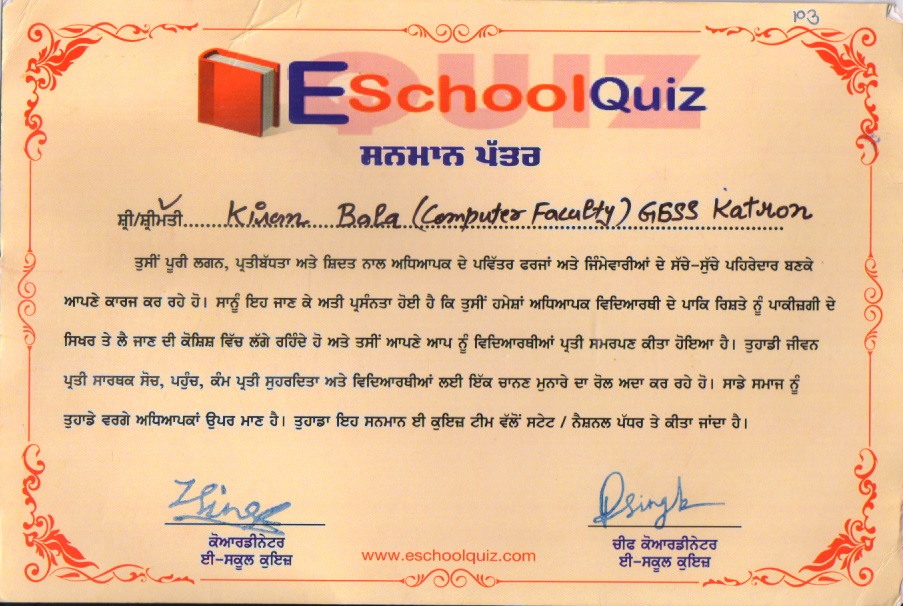 103
ESchoolQuiz
QUIZ
ਸਨਮਾਨ ਪੱਤਰ
ਸ਼੍ਰੀ/ਸ਼੍ਰੀਮੱਤੀ......Kiran Bala (Computer Faculty) GESS Katron
ਤੁਸੀਂ ਪੂਰੀ ਲਗਨ, ਪ੍ਰਤੀਬੱਧਤਾ ਅਤੇ ਸ਼ਿਦਤ ਨਾਲ ਅਧਿਆਪਕ ਦੇ ਪਵਿੱਤਰ ਫਰਜਾਂ ਅਤੇ ਜਿੰਮੇਵਾਰੀਆਂ ਦੇ ਸੱਚੇ-ਸੁੱਚੇ ਪਹਿਰੇਦਾਰ ਬਣਕੇ
ਆਪਣੇ ਕਾਰਜ ਕਰ ਰਹੇ ਹੋ। ਸਾਨੂੰ ਇਹ ਜਾਣ ਕੇ ਅਤੀ ਪ੍ਰਸੰਨਤਾ ਹੋਈ ਹੈ ਕਿ ਤੁਸੀਂ ਹਮੇਸ਼ਾਂ ਅਧਿਆਪਕ ਵਿਦਿਆਰਥੀ ਦੇ ਪਾਕਿ ਰਿਸ਼ਤੇ ਨੂੰ ਪਾਕੀਜ਼ਗੀ ਦੇ
ਸਿਖਰ ਤੇ ਲੈ ਜਾਣ ਦੀ ਕੋਸ਼ਿਸ਼ ਵਿੱਚ ਲੱਗੇ ਰਹਿੰਦੇ ਹੋ ਅਤੇ ਤਸੀਂ ਆਪਣੇ ਆਪ ਨੂੰ ਵਿਦਿਆਰਥੀਆਂ ਪ੍ਰਤੀ ਸਮਰਪਣ ਕੀਤਾ ਹੋਇਆ ਹੈ। ਤੁਹਾਡੀ ਜੀਵਨ
ਪ੍ਰਤੀ ਸਾਰਥਕ ਸੋਚ, ਪਹੁੰਚ, ਕੰਮ ਪ੍ਰਤੀ ਸੁਹਰਦਿਤਾ ਅਤੇ ਵਿਦਿਆਰਥੀਆਂ ਲਈ ਇੱਕ ਚਾਨਣ ਮੁਨਾਰੇ ਦਾ ਰੋਲ ਅਦਾ ਕਰ ਰਹੇ ਹੋ। ਸਾਡੇ ਸਮਾਜ ਨੂੰ
ਤੁਹਾਡੇ ਵਰਗੇ ਅਧਿਆਪਕਾਂ ਉਪਰ ਮਾਣ ਹੈ। ਤੁਹਾਡਾ ਇਹ ਸਨਮਾਨ ਈ ਕੁਇਜ਼ ਟੀਮ ਵੱਲੋਂ ਸਟੇਟ / ਨੈਸ਼ਨਲ ਪੱਧਰ ਤੇ ਕੀਤਾ ਜਾਂਦਾ ਹੈ।
ਕੋਆਰਡੀਨੇਟਰ
ਈ-ਸਕੂਲ ਕੁਇਜ਼
www.eschoolquiz.com
ਚੀਫ ਕੋਆਰਡੀਨੇਟਰ
ਈ-ਸਕੂਲ ਕੁਇਜ਼